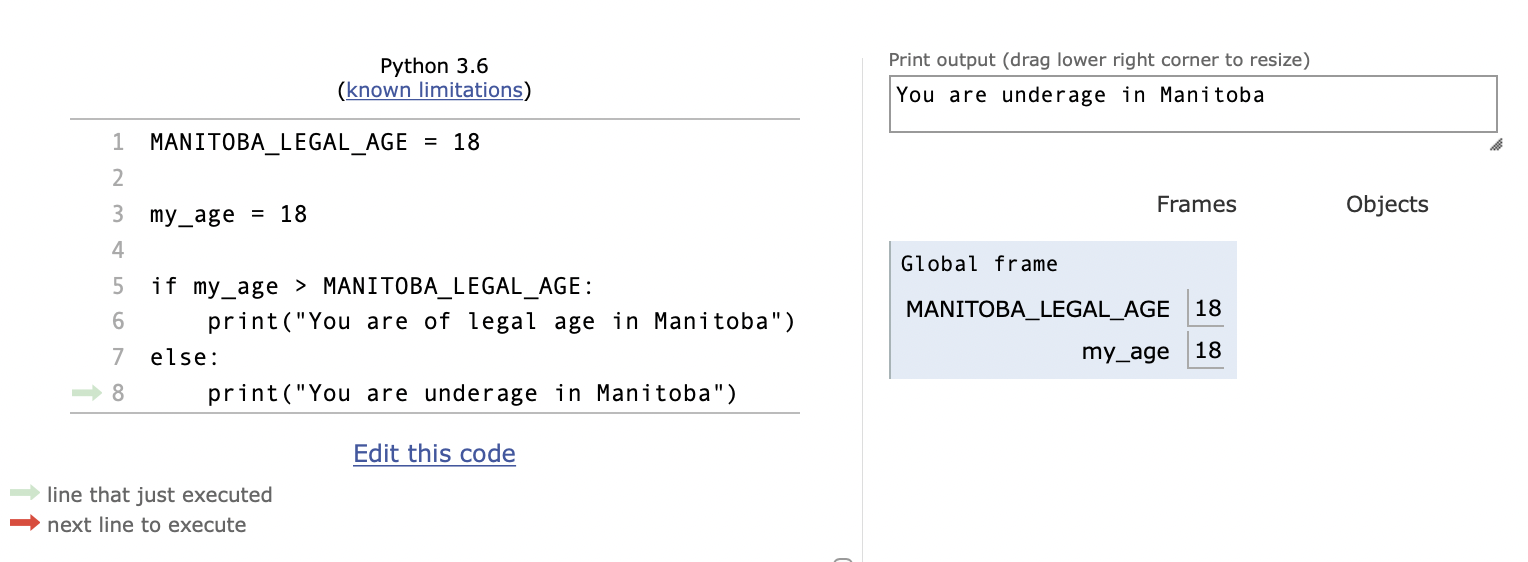 Python 3.6
(known limitations)
1 MANITOBA_LEGAL_AGE = 18
2
3 my_age = 18
4
5 if my_age > MANITOBA_LEGAL_AGE:
6     print("You are of legal age in Manitoba")
7 else:
8     print("You are underage in Manitoba")
Edit this code
line that just executed
next line to execute
Print output (drag lower right corner to resize)
You are underage in Manitoba
Frames Objects
Global frame
MANITOBA_LEGAL_AGE 18
my_age 18